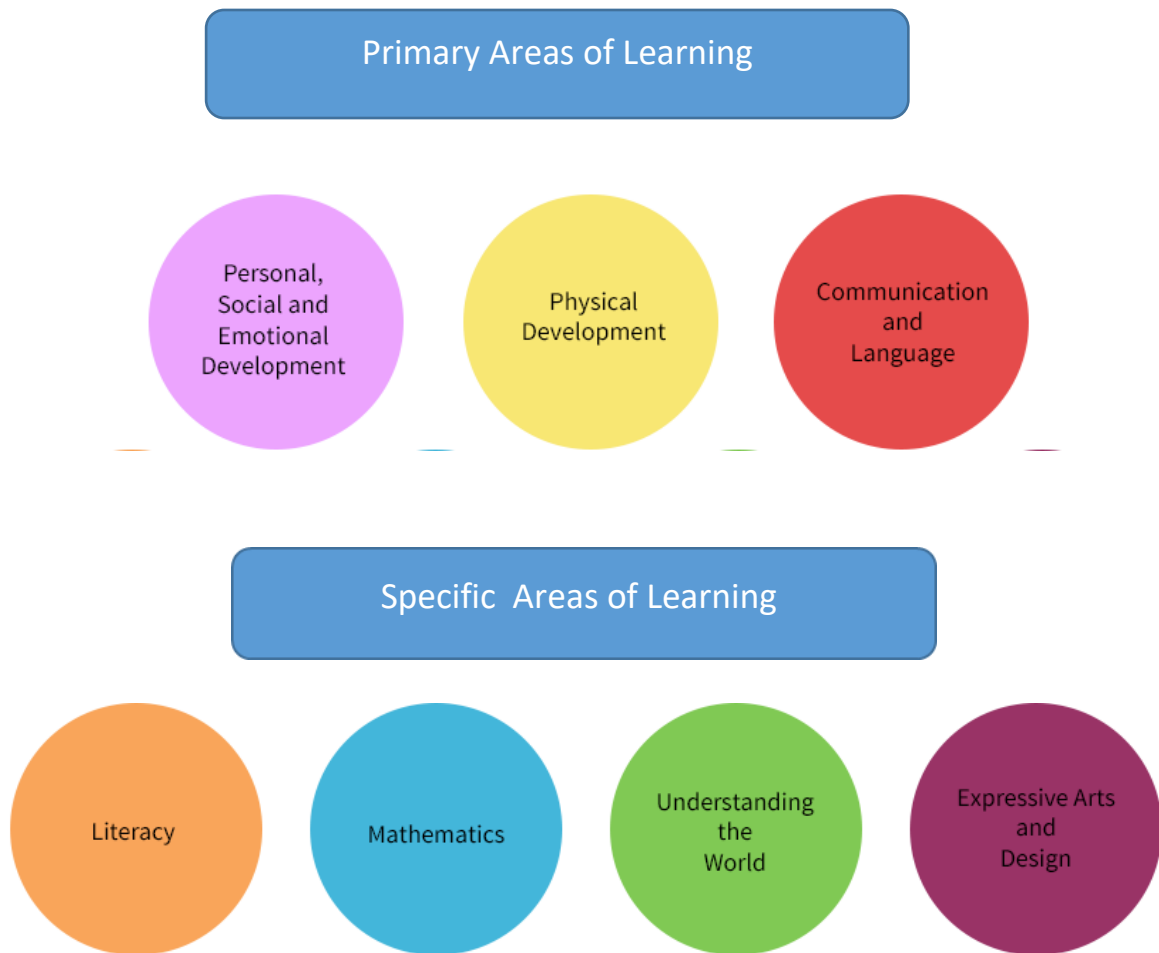 Primary Areas of Learning
Personal,
Social and
Emotional
Development
Physical
Development
Communication
and
Language
Specific  Areas of Learning
Literacy
Mathematics
Understanding
the
World
Expressive Arts
and
Design